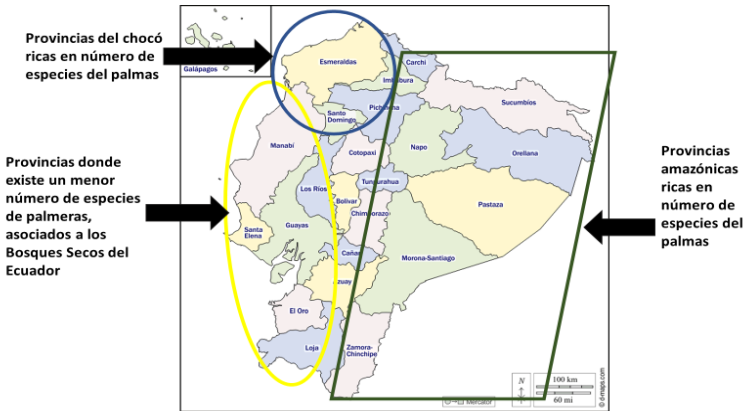 Provincias del chocó
ricas en número de
especies del palmas
Provincias donde
existe un menor
número de especies
de palmeras,
asociados a los
Bosques Secos del
Ecuador
Provincias
amazónicas
ricas en
número de
especies del
palmas
Galápagos
Esmeraldas
Carchi
Imbabura
Sucumbíos
Santo
Domingo
Pichincha
Manabí
Cotopaxi
Napo
Orellana
Los Ríos
Tungurahua
Bolívar
Chimborazo
Pastaza
Santa
Elena
Guayas
Cañar
Morona-Santiago
Azuay
El Oro
Loja
Zamora-
Chinchipe
N
100 km
60 mi
Mercator
© d-maps.com